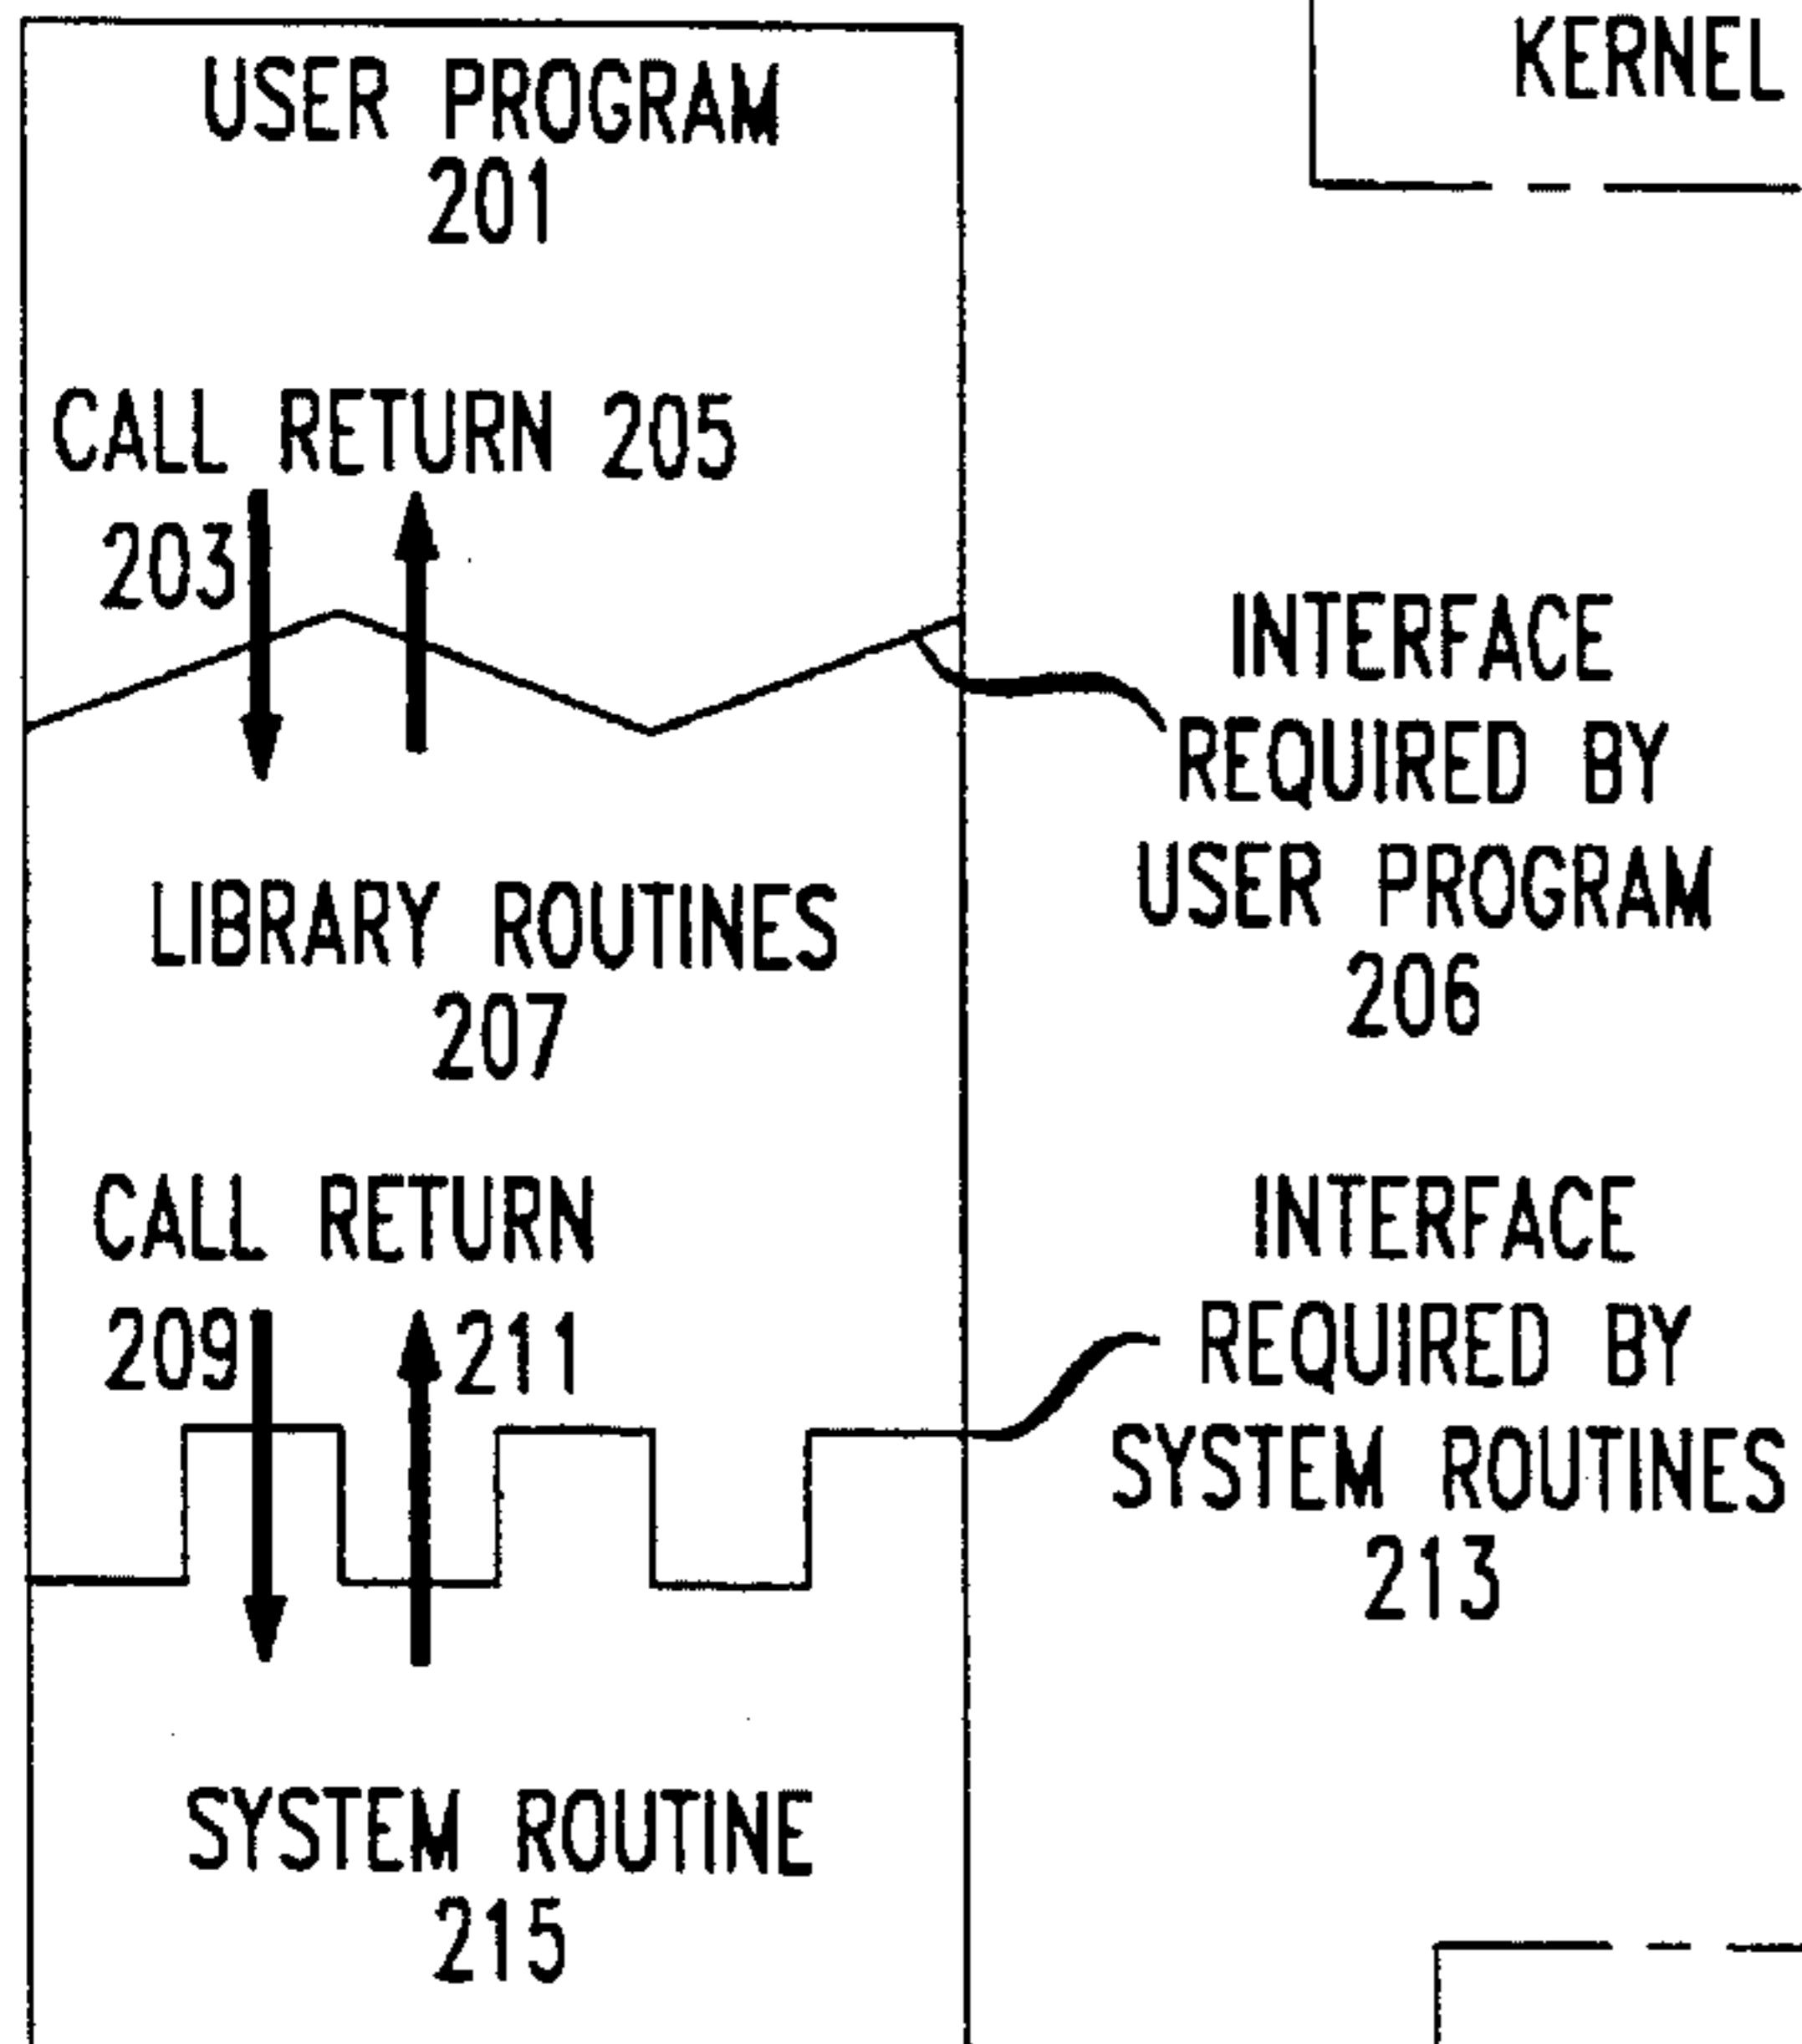 USER PROGRAM
201
KERNEL
CALL RETURN 205
203
INTERFACE
REQUIRED BY
USER PROGRAM
206
LIBRARY ROUTINES
207
CALL RETURN
209 211
INTERFACE
REQUIRED BY
SYSTEM ROUTINES
213
SYSTEM ROUTINE
215